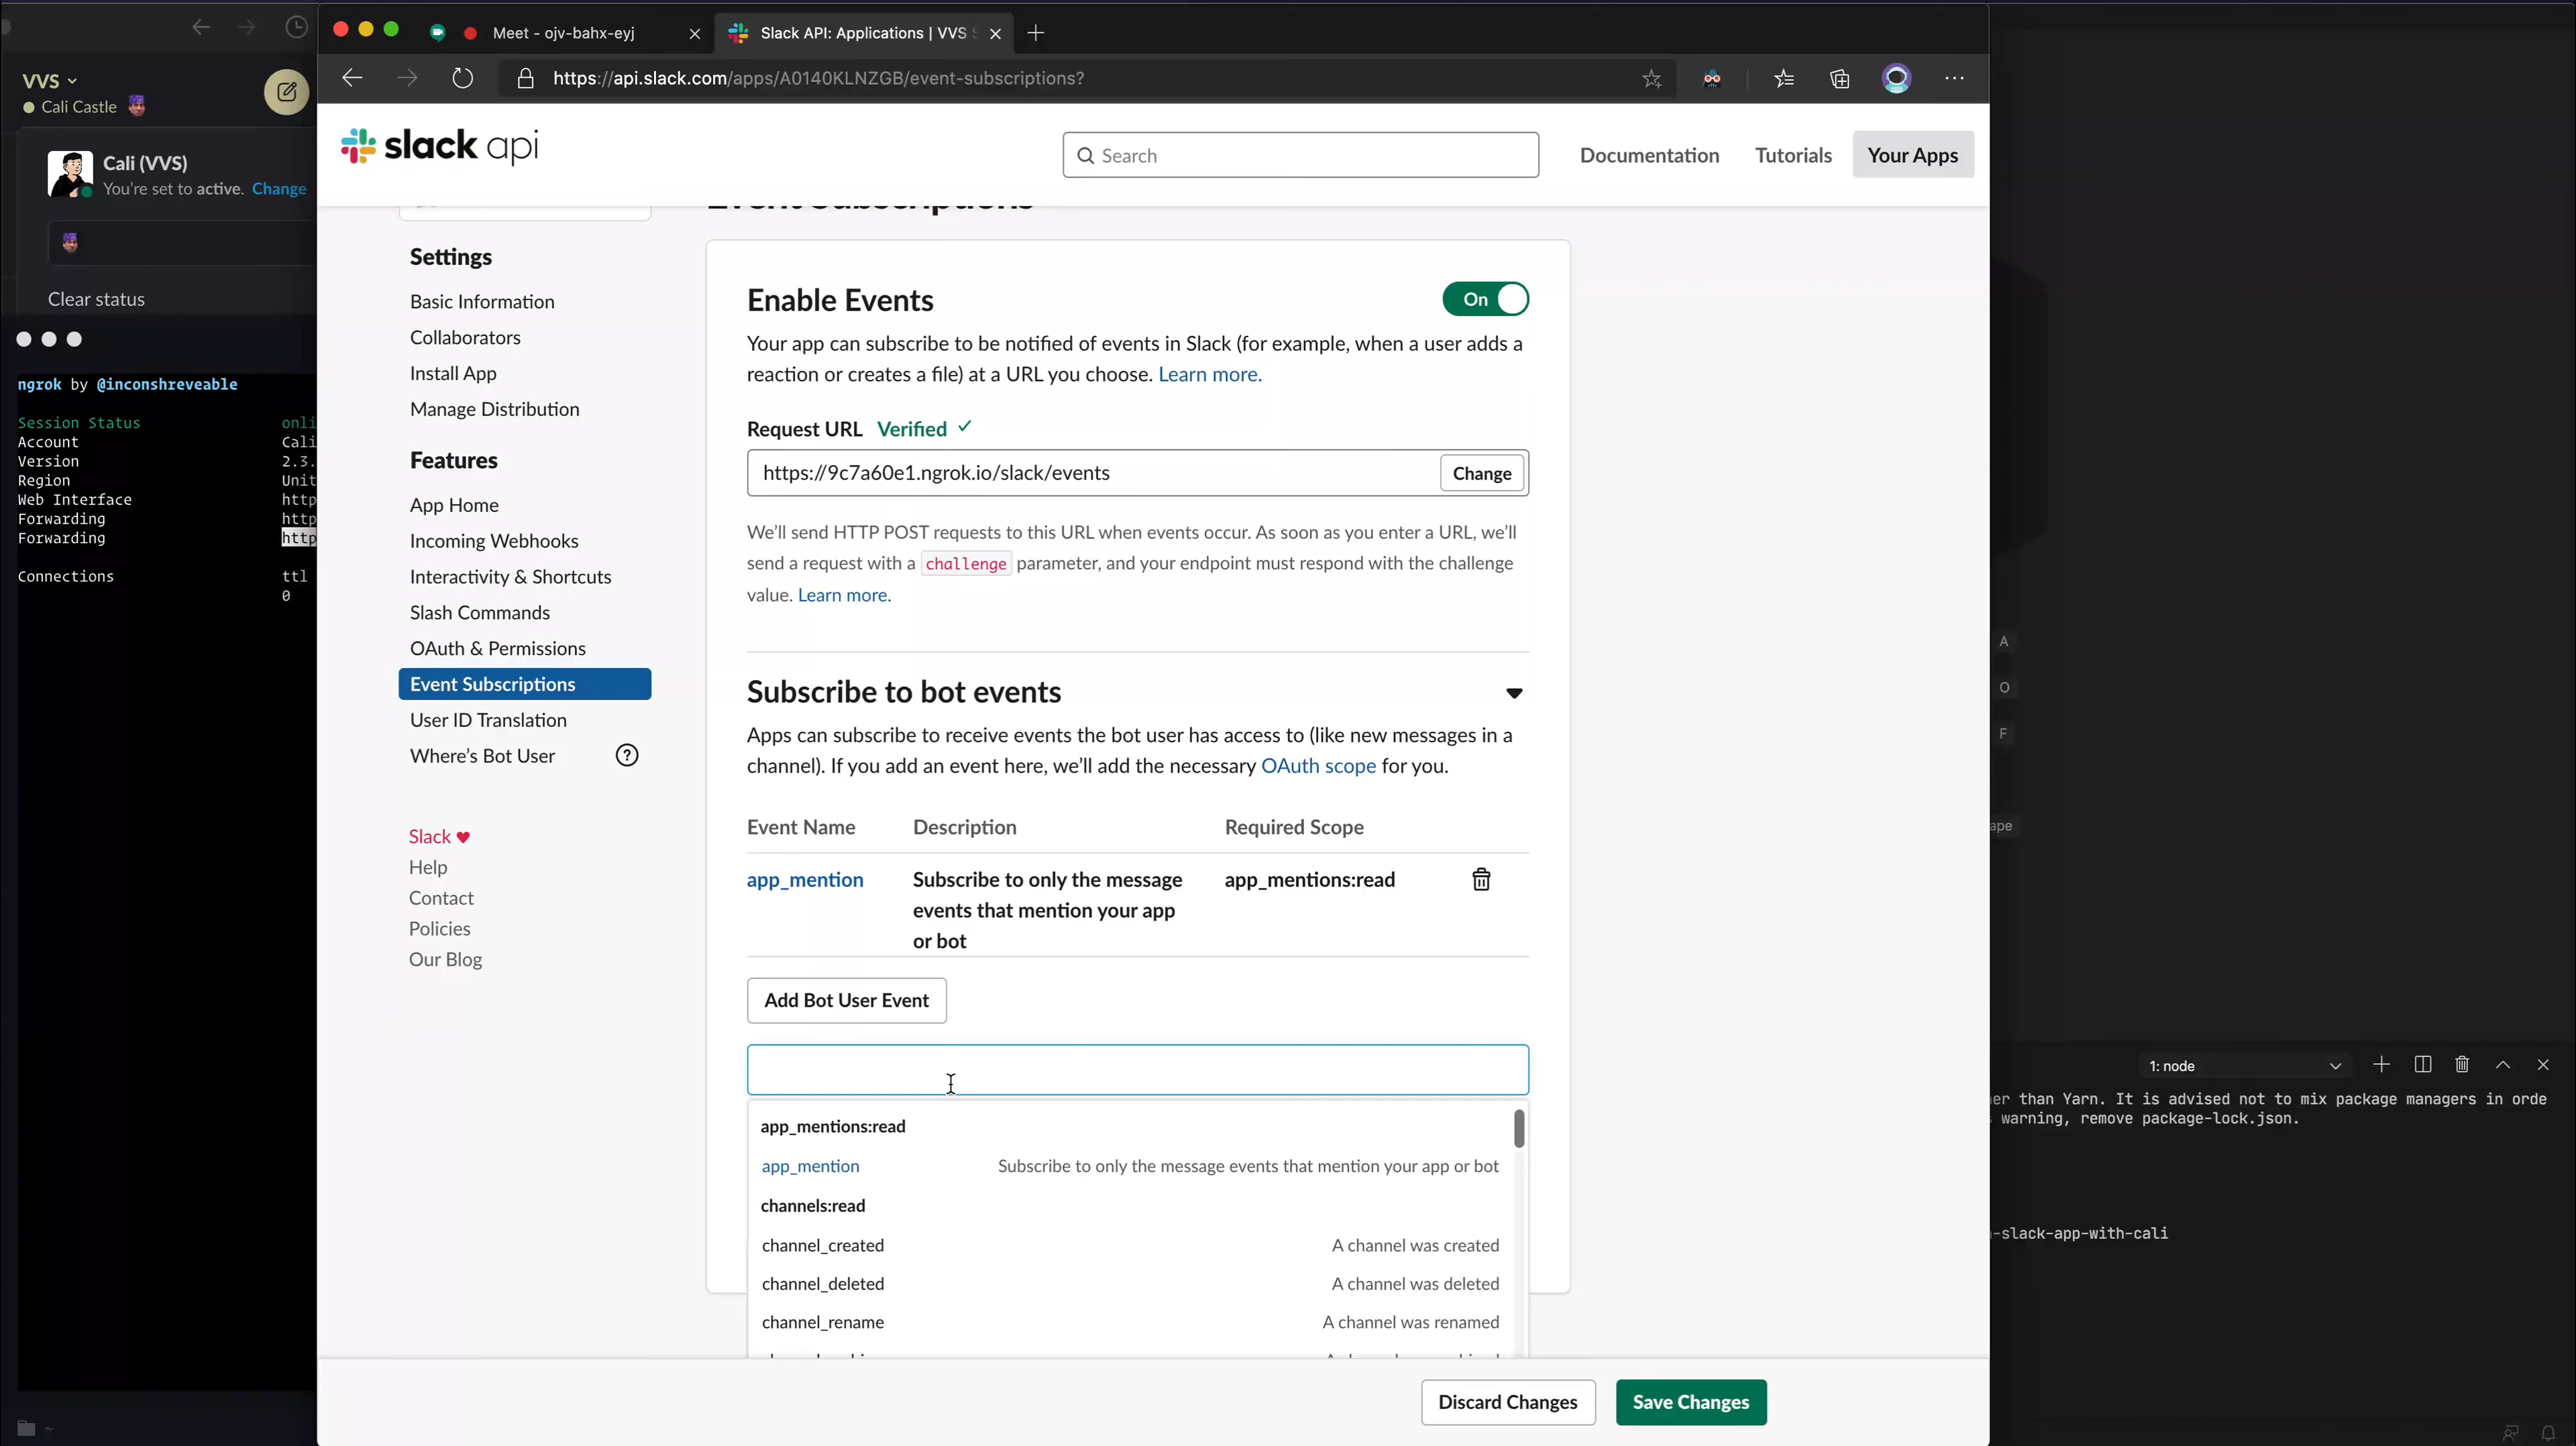 VVS
Cali Castle
Cali (VVS)
You're set to active. Change
Clear status
ngrok by @inconshreveable
Session Status onli
Account Cali
Version 2.3.
Region Unit
Web Interface http
Forwarding http
Forwarding http
Connections ttl
0
~
Meet - ojv-bahx-eyj
Slack API: Applications | VVS S
https://api.slack.com/apps/A0140KLNZGB/event-subscriptions?
slack api
Search
Documentation
Tutorials
Your Apps
Event Subscriptions
Settings
Basic Information
Collaborators
Install App
Manage Distribution
Features
App Home
Incoming Webhooks
Interactivity & Shortcuts
Slash Commands
OAuth & Permissions
Event Subscriptions
User ID Translation
Where's Bot User ?
Slack ♥
Help
Contact
Policies
Our Blog
Enable Events
On
Your app can subscribe to be notified of events in Slack (for example, when a user adds a
reaction or creates a file) at a URL you choose. Learn more.
Request URL Verified ✓
https://9c7a60e1.ngrok.io/slack/events
Change
We'll send HTTP POST requests to this URL when events occur. As soon as you enter a URL, we'll
send a request with a challenge parameter, and your endpoint must respond with the challenge
value. Learn more.
Subscribe to bot events
Apps can subscribe to receive events the bot user has access to (like new messages in a
channel). If you add an event here, we'll add the necessary OAuth scope for you.
Event Name Description Required Scope
app_mention Subscribe to only the message app_mentions:read
events that mention your app
or bot
Add Bot User Event
app_mentions:read
app_mention Subscribe to only the message events that mention your app or bot
channels:read
channel_created A channel was created
channel_deleted A channel was deleted
channel_rename A channel was renamed
Discard Changes
Save Changes
A
O
F
ape
1: node
er than Yarn. It is advised not to mix package managers in orde
warning, remove package-lock.json.
-slack-app-with-cali